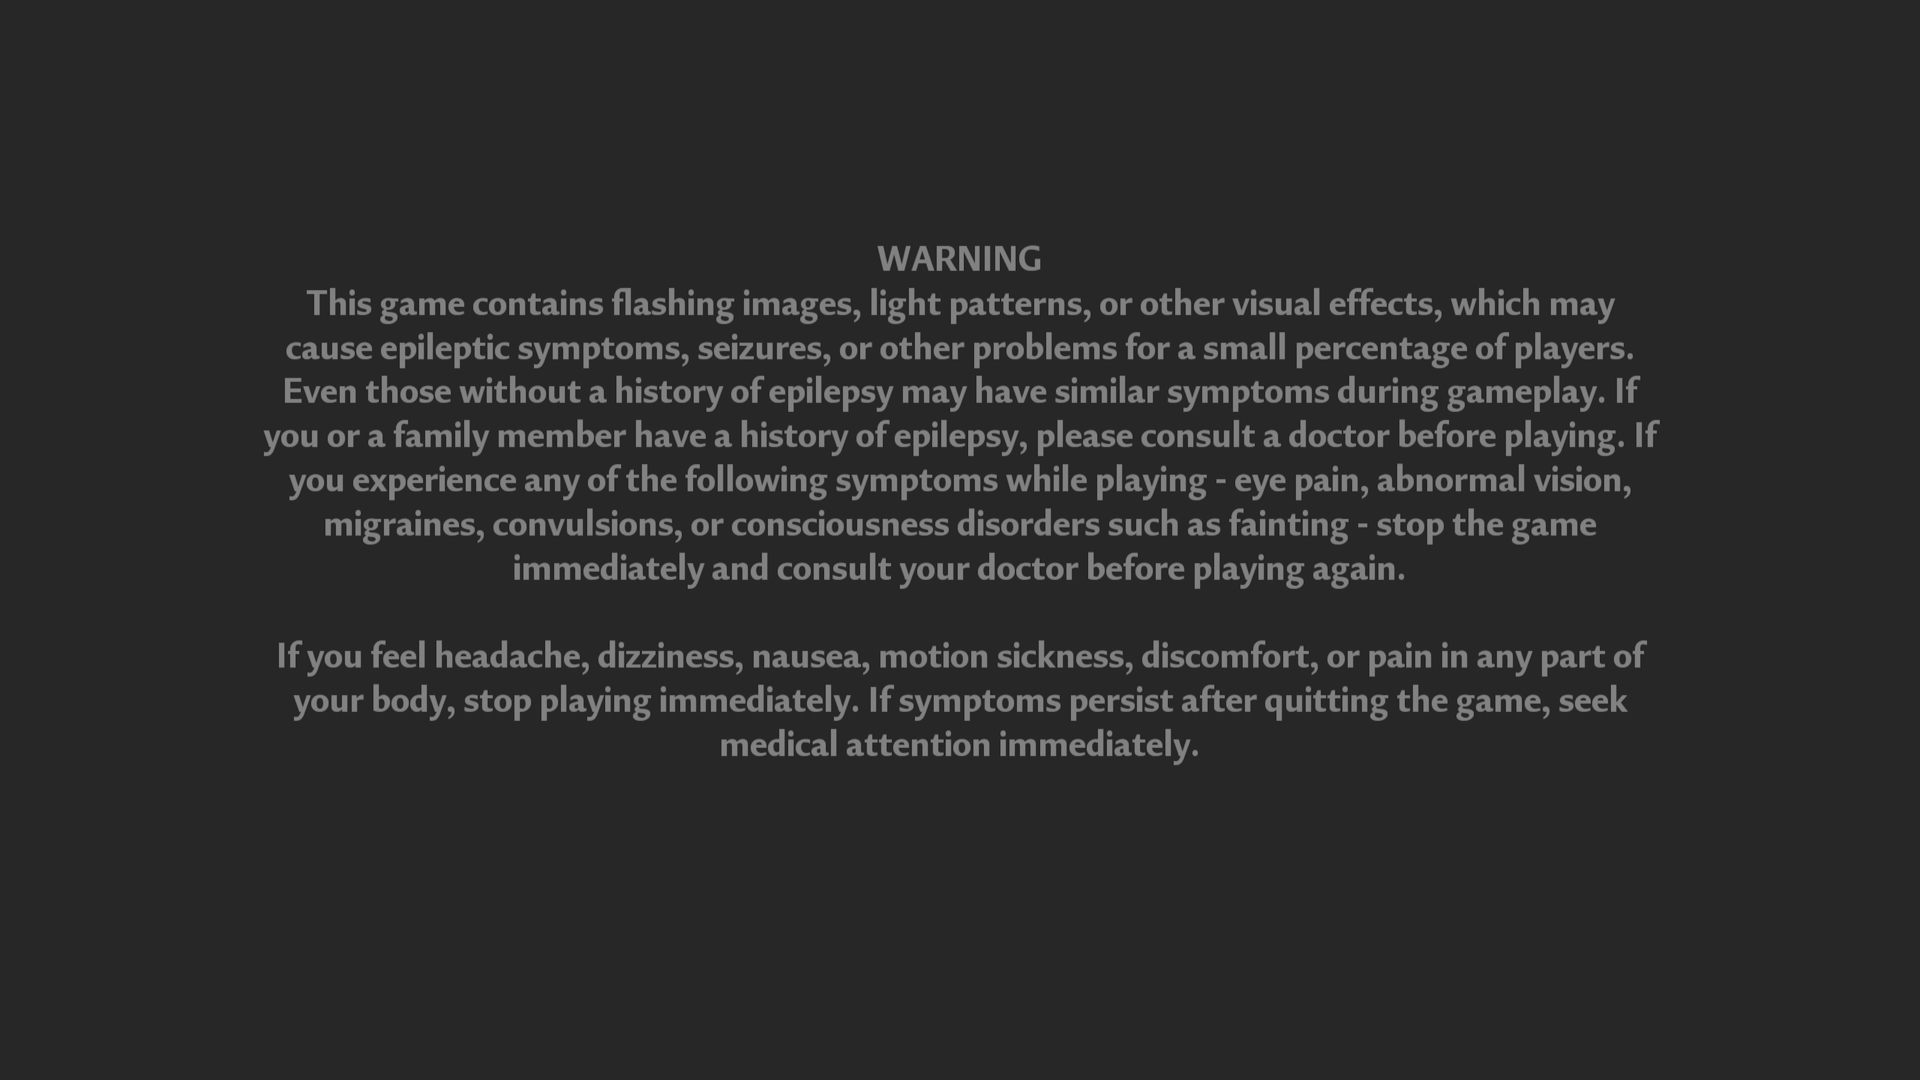 WARNING
This game contains flashing images, light patterns, or other visual effects, which may
cause epileptic symptoms, seizures, or other problems for a small percentage of players.
Even those without a history of epilepsy may have similar symptoms during gameplay. If
you or a family member have a history of epilepsy, please consult a doctor before playing. If
you experience any of the following symptoms while playing - eye pain, abnormal vision,
migraines, convulsions, or consciousness disorders such as fainting - stop the game
immediately and consult your doctor before playing again.
If you feel headache, dizziness, nausea, motion sickness, discomfort, or pain in any part of
your body, stop playing immediately. If symptoms persist after quitting the game, seek
medical attention immediately.